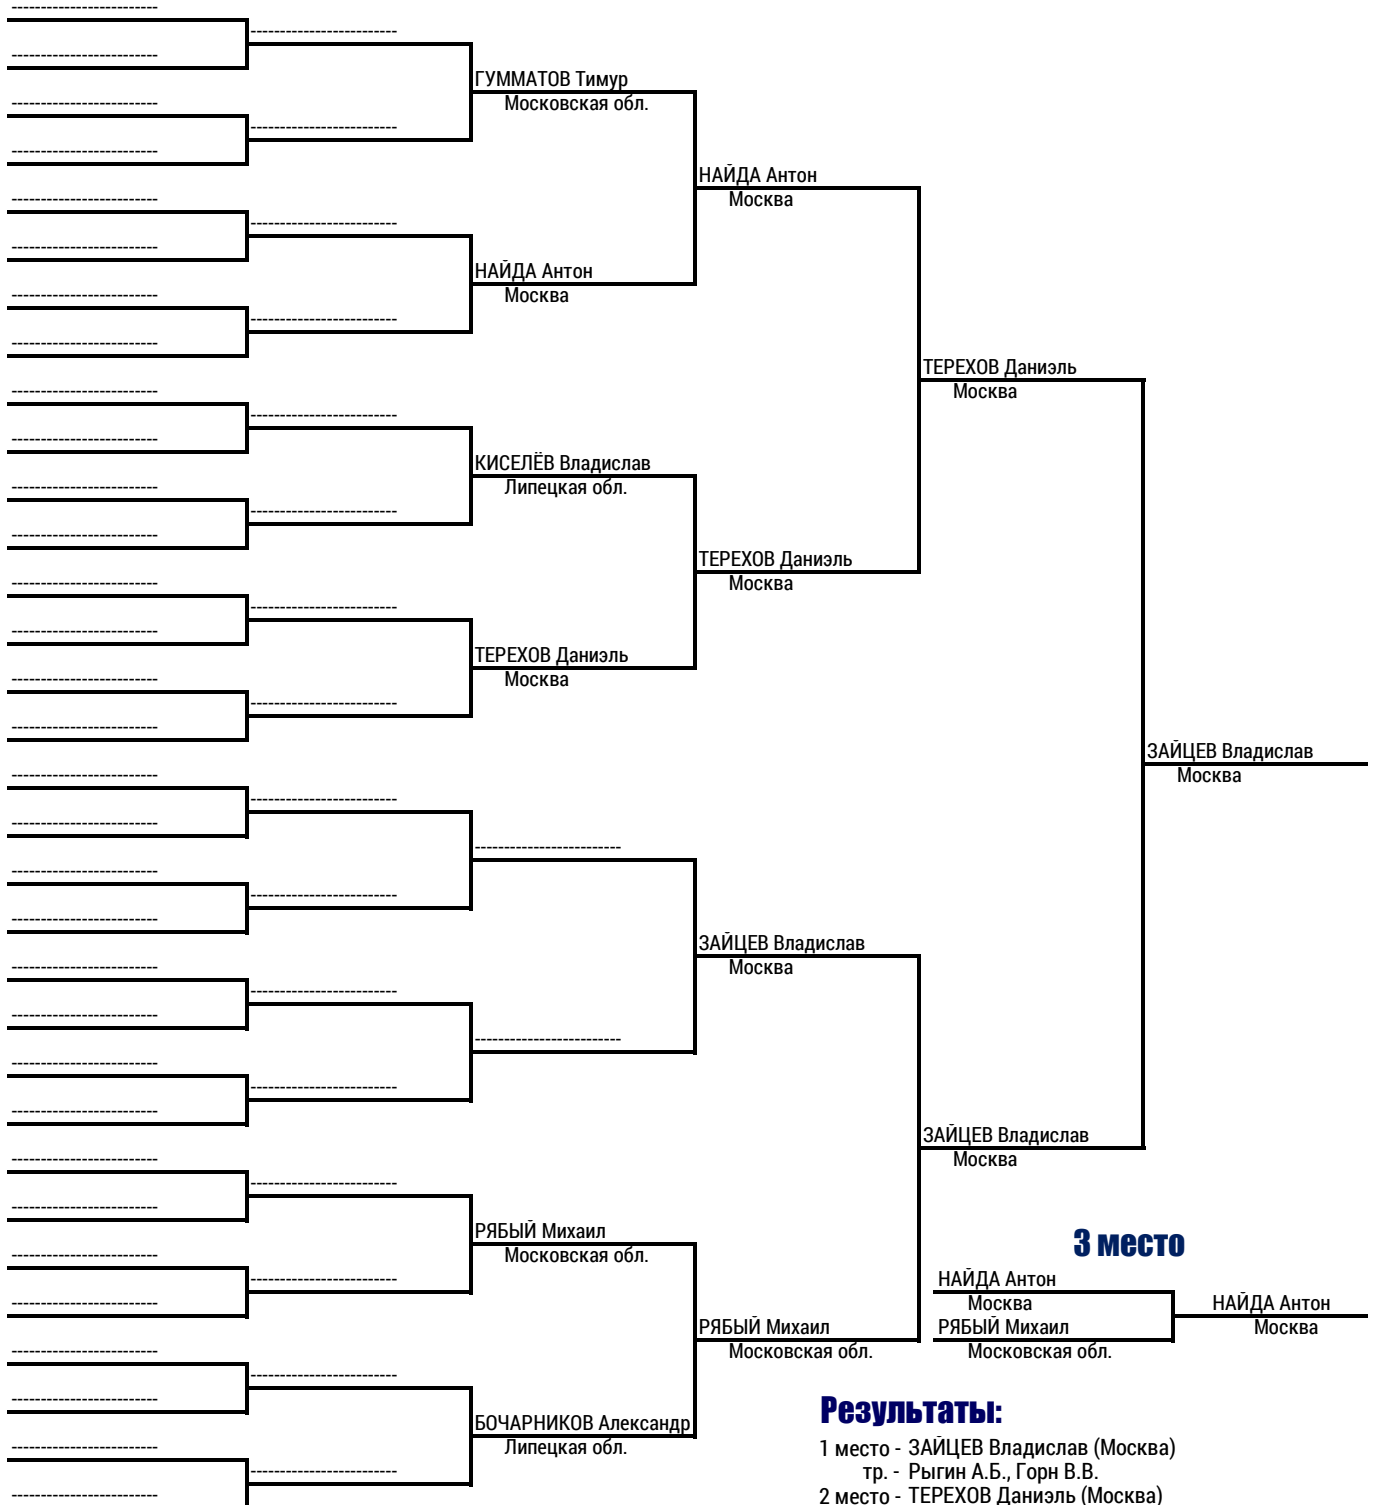 ГУММАТОВ Тимур
Московская обл.
НАЙДА Антон
Москва
НАЙДА Антон
Москва
ТЕРЕХОВ Даниэль
Москва
КИСЕЛЁВ Владислав
Липецкая обл.
ТЕРЕХОВ Даниэль
Москва
ТЕРЕХОВ Даниэль
Москва
ЗАЙЦЕВ Владислав
Москва
ЗАЙЦЕВ Владислав
Москва
ЗАЙЦЕВ Владислав
Москва
РЯБЫЙ Михаил
Московская обл.
3 место
НАЙДА Антон
Москва
НАЙДА Антон
Москва
РЯБЫЙ Михаил
Московская обл.
РЯБЫЙ Михаил
Московская обл.
БОЧАРНИКОВ Александр
Липецкая обл.
Результаты:
1 место - ЗАЙЦЕВ Владислав (Москва)
тр. - Рыгин А.Б., Горн В.В.
2 место - ТЕРЕХОВ Даниэль (Москва)